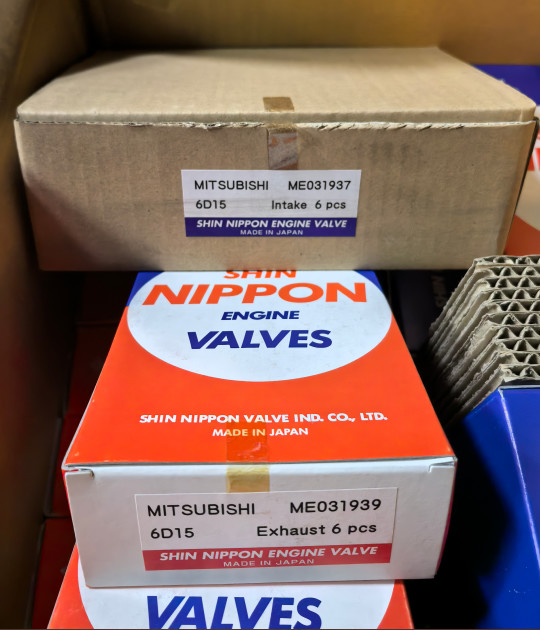 MITSUBISHI ME031937
6D15 Intake 6 pcs
SHIN NIPPON ENGINE VALVE
MADE IN JAPAN
SHIN
NIPPON
ENGINE
VALVES
SHIN NIPPON VALVE IND. CO., LTD.
MADE IN JAPAN
MITSUBISHI ME031939
6D15 Exhaust 6 pcs
SHIN NIPPON ENGINE VALVE
MADE IN JAPAN
VALVES